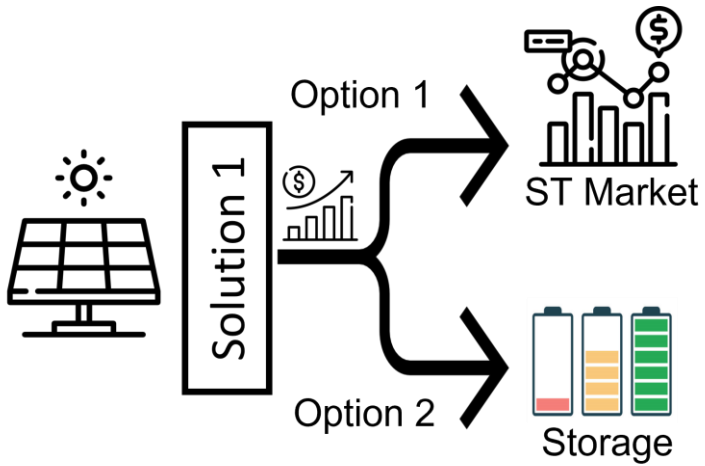 Option 1
Solution 1
$
$
ST Market
Option 2
Storage